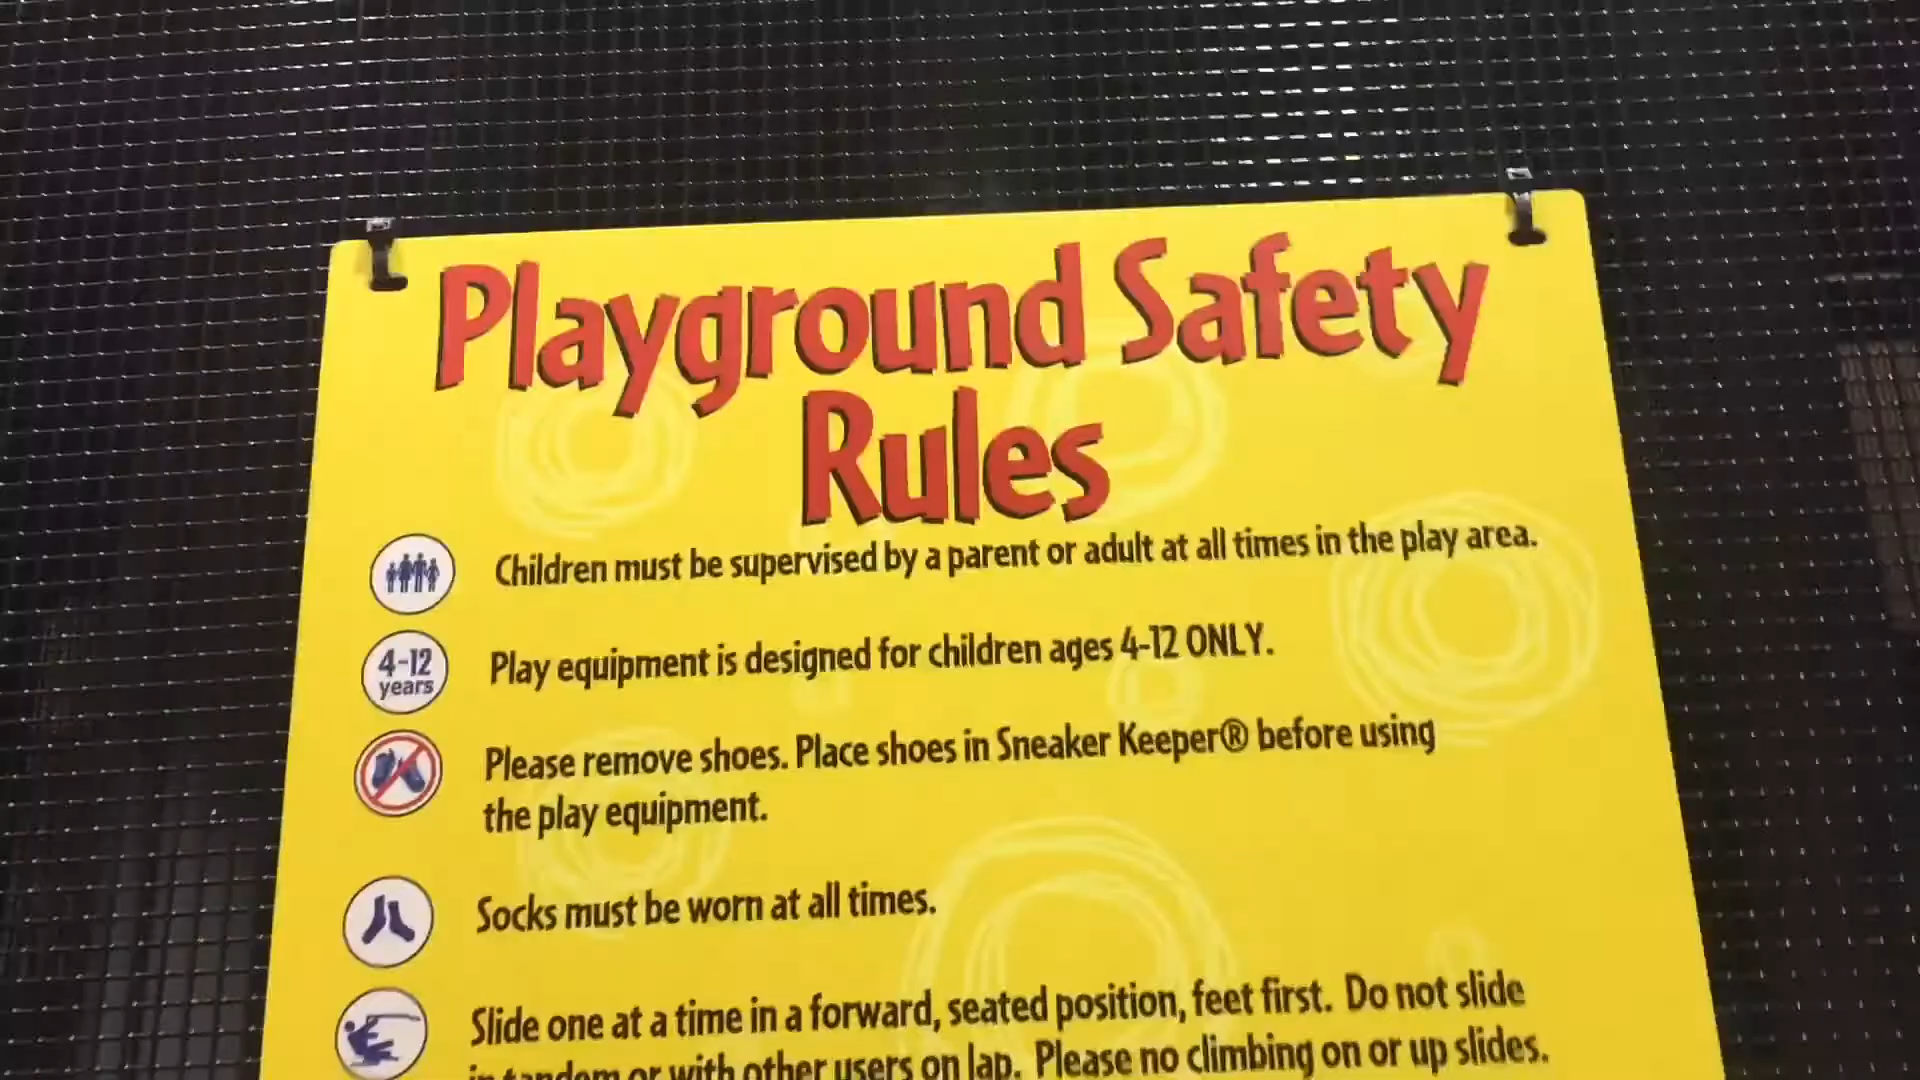 Playground Safety
Rules
Children must be supervised by a parent or adult at all times in the play area.
4-12
years
Play equipment is designed for children ages 4-12 ONLY.
Please remove shoes. Place shoes in Sneaker Keeper® before using
the play equipment.
Socks must be worn at all times.
Slide one at a time in a forward, seated position, feet first. Do not slide
in tandem or with other users on lap. Please no climbing on or up slides.